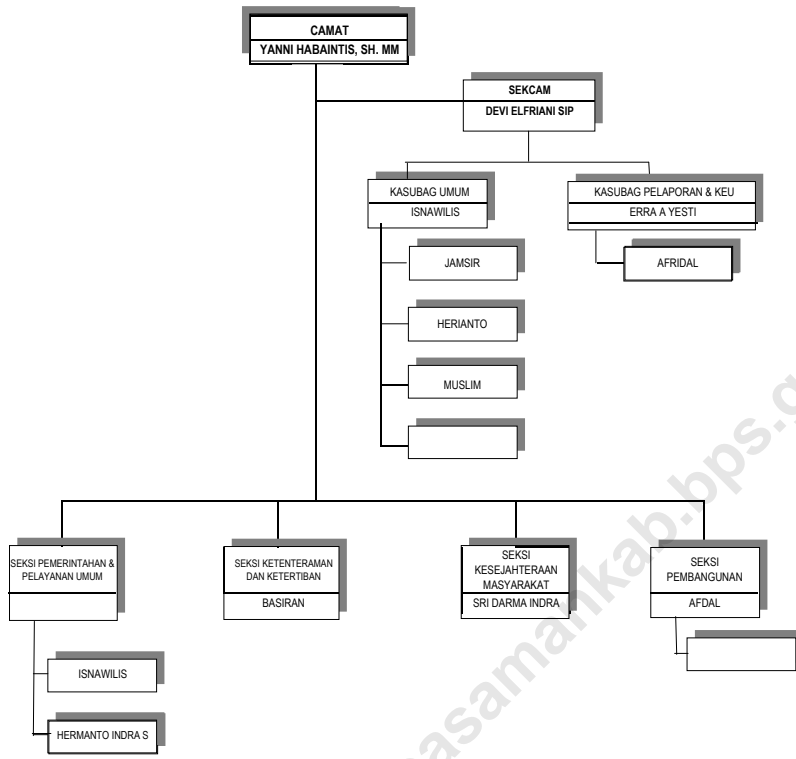 CAMAT
YANNI HABAINTIS, SH. MM
SEKCAM
DEVI ELFRIANI SIP
KASUBAG UMUM
ISNAWILIS
KASUBAG PELAPORAN & KEU
ERRA A YESTI
JAMSIR
AFRIDAL
HERIANTO
MUSLIM
SEKSI PEMERINTAHAN &
PELAYANAN UMUM
SEKSI KETENTERAMAN
DAN KETERTIBAN
BASIRAN
SEKSI
KESEJAHTERAAN
MASYARAKAT
SRI DARMA INDRA
SEKSI
PEMBANGUNAN
AFDAL
ISNAWILIS
HERMANTO INDRA S
asamankab.bps.g